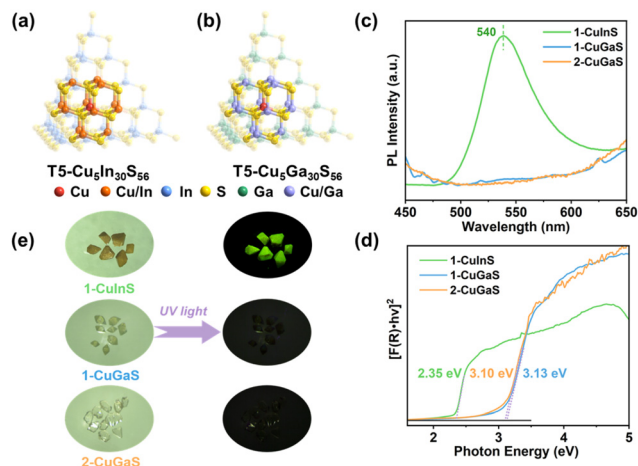 (a)
T5-Cu₅In₃₀S₅₆
(b)
T5-Cu₅Ga₃₀S₅₆
Cu Cu/In In S Ga Cu/Ga
(c)
PL Intensity (a.u.)
540
1-CuInS
1-CuGaS
2-CuGaS
450 500 550 600 650
Wavelength (nm)
(d)
[F(R)•hν]²
1-CuInS
1-CuGaS
2-CuGaS
2.35 eV 3.10 eV 3.13 eV
2 3 4 5
Photon Energy (eV)
(e)
1-CuInS
UV light
1-CuGaS
2-CuGaS